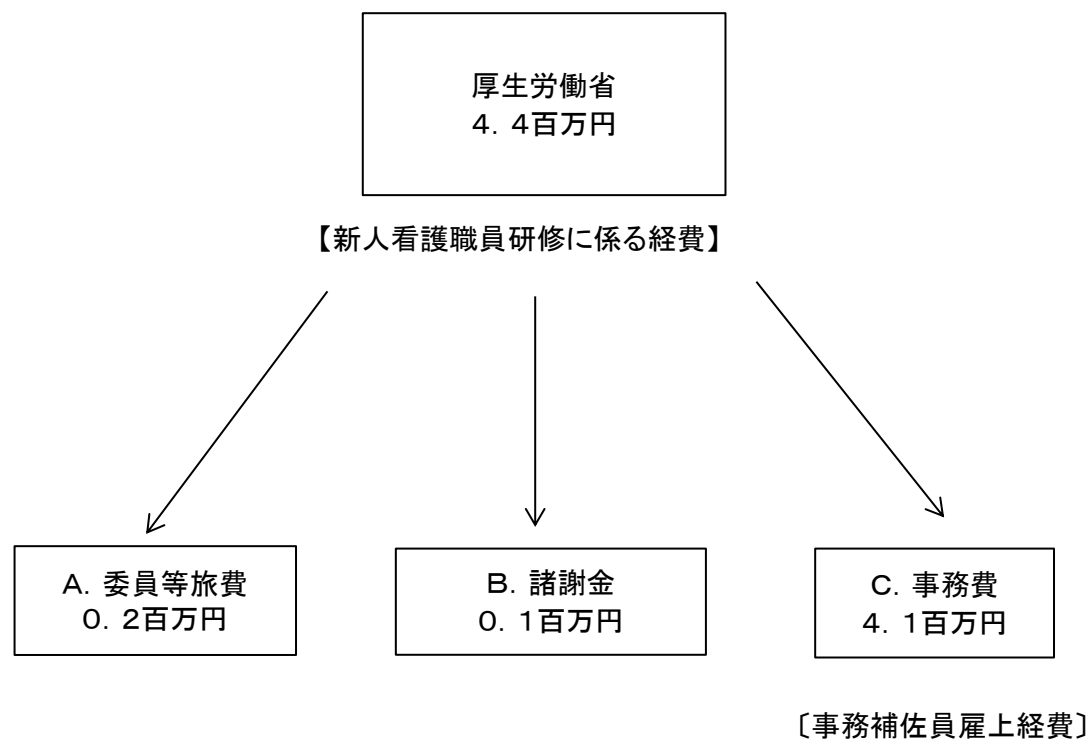 厚生労働省
4．4百万円
【新人看護職員研修に係る経費】
A．委員等旅費
0．2百万円
B．諸謝金
0．1百万円
C．事務費
4．1百万円
〔事務補佐員雇上経費〕